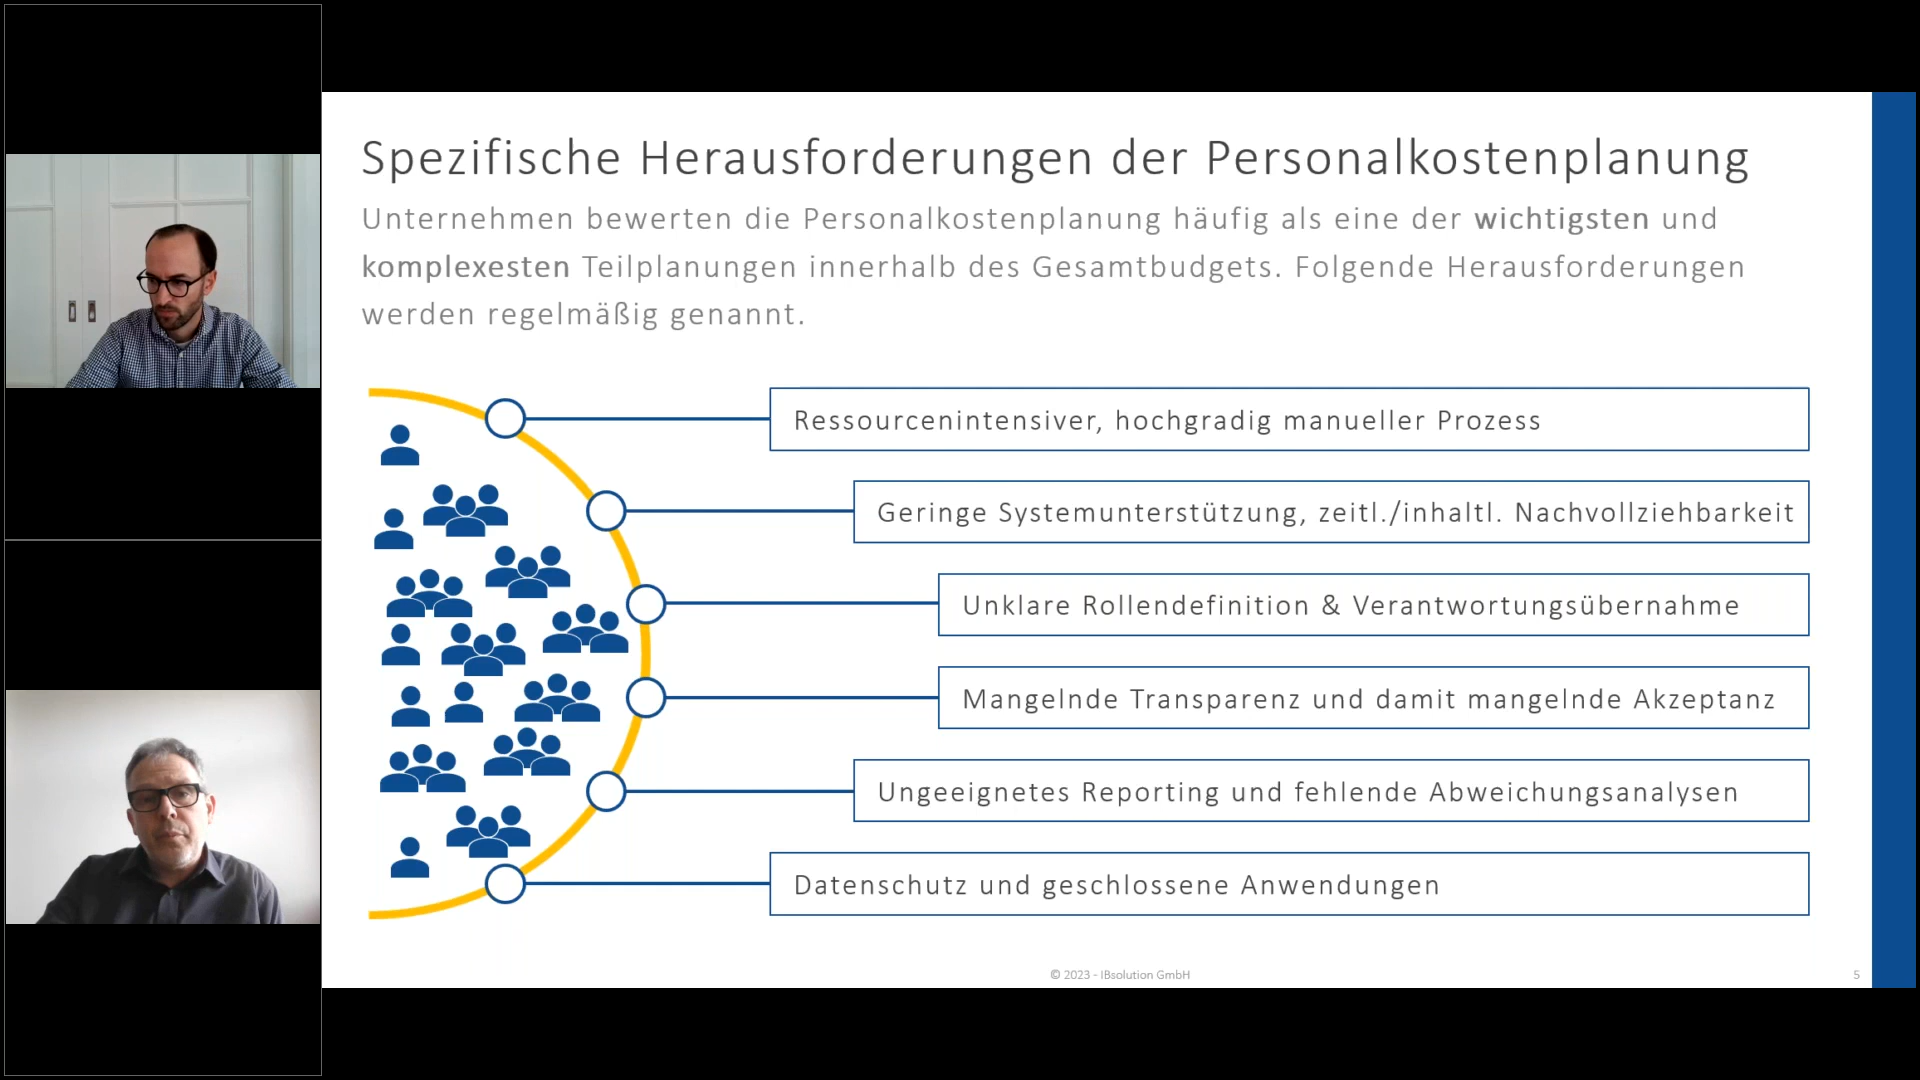 Spezifische Herausforderungen der Personalkostenplanung
Unternehmen bewerten die Personalkostenplanung häufig als eine der wichtigsten und
komplexesten Teilplanungen innerhalb des Gesamtbudgets. Folgende Herausforderungen
werden regelmäßig genannt.
Ressourcenintensiver, hochgradig manueller Prozess
Geringe Systemunterstützung, zeitl./inhaltl. Nachvollziehbarkeit
Unklare Rollendefinition & Verantwortungsübernahme
Mangelnde Transparenz und damit mangelnde Akzeptanz
Ungeeignetes Reporting und fehlende Abweichungsanalysen
Datenschutz und geschlossene Anwendungen
© 2023 - IBsolution GmbH
5